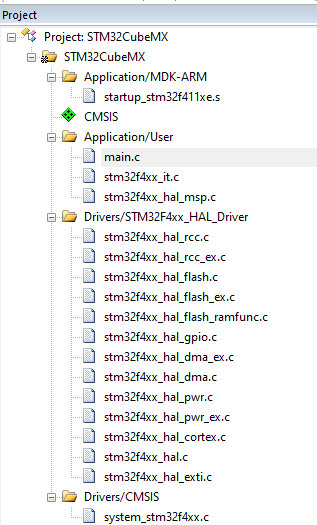 Project
Project: STM32CubeMX
STM32CubeMX
Application/MDK-ARM
startup_stm32f411xe.s
CMSIS
Application/User
main.c
stm32f4xx_it.c
stm32f4xx_hal_msp.c
Drivers/STM32F4xx_HAL_Driver
stm32f4xx_hal_rcc.c
stm32f4xx_hal_rcc_ex.c
stm32f4xx_hal_flash.c
stm32f4xx_hal_flash_ex.c
stm32f4xx_hal_flash_ramfunc.c
stm32f4xx_hal_gpio.c
stm32f4xx_hal_dma_ex.c
stm32f4xx_hal_dma.c
stm32f4xx_hal_pwr.c
stm32f4xx_hal_pwr_ex.c
stm32f4xx_hal_cortex.c
stm32f4xx_hal.c
stm32f4xx_hal_exti.c
Drivers/CMSIS
system_stm32f4xx.c